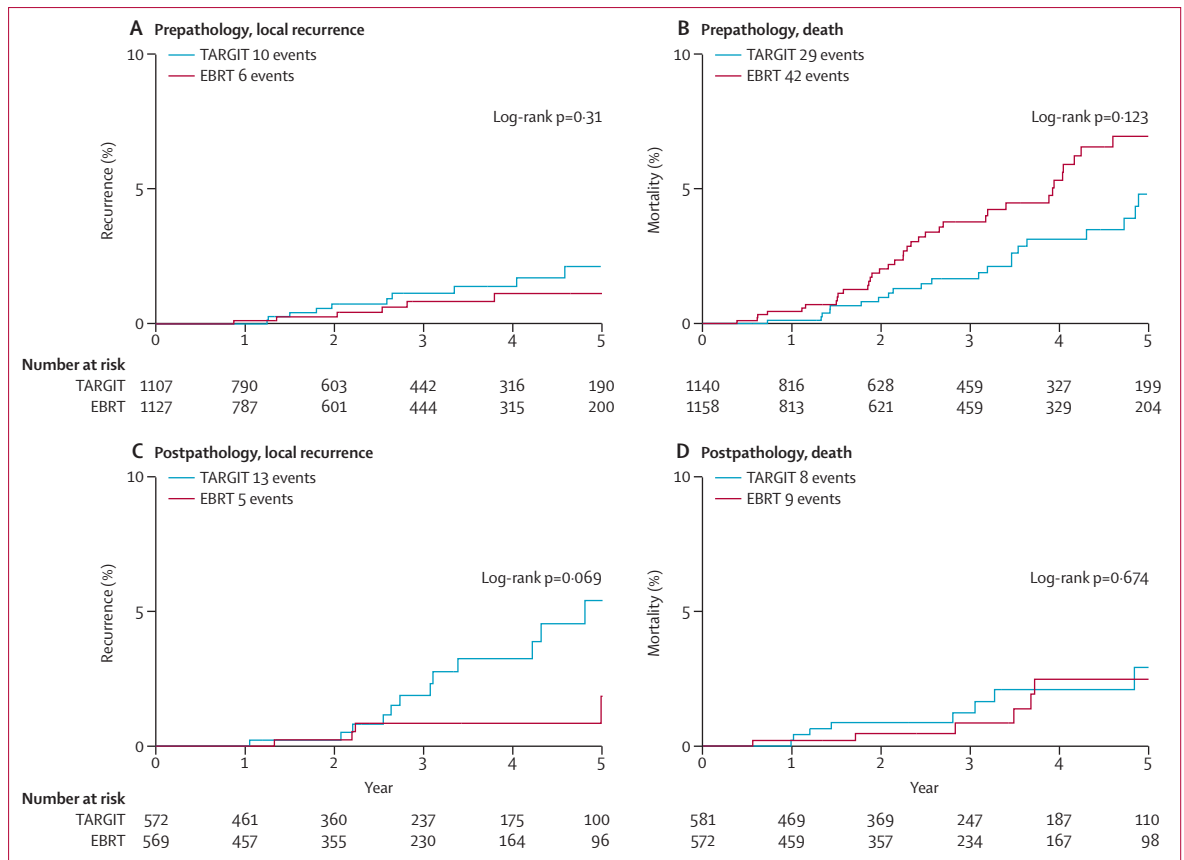 A Prepathology, local recurrence
10
TARGIT 10 events
EBRT 6 events
Log-rank p=0·31
Recurrence (%)
5
0
0 1 2 3 4 5
B Prepathology, death
10
TARGIT 29 events
EBRT 42 events
Log-rank p=0·123
Mortality (%)
5
0
0 1 2 3 4 5
Number at risk
TARGIT 1107 790 603 442 316 190
EBRT 1127 787 601 444 315 200
1140 816 628 459 327 199
1158 813 621 459 329 204
C Postpathology, local recurrence
10
TARGIT 13 events
EBRT 5 events
Log-rank p=0·069
Recurrence (%)
5
0
0 1 2 3 4 5
Year
D Postpathology, death
10
TARGIT 8 events
EBRT 9 events
Log-rank p=0·674
Mortality (%)
5
0
0 1 2 3 4 5
Year
Number at risk
TARGIT 572 461 360 237 175 100
EBRT 569 457 355 230 164 96
581 469 369 247 187 110
572 459 357 234 167 98